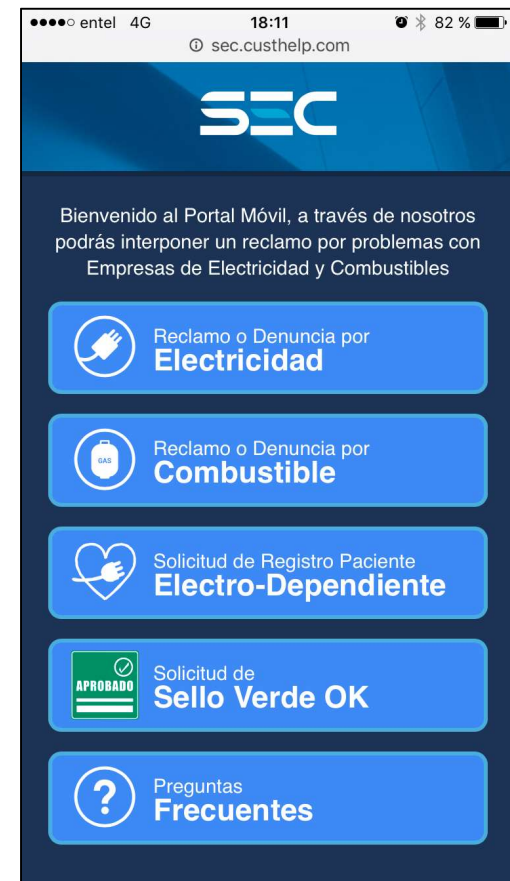 entel 4G 18:11 82 %
sec.custhelp.com
SEC
Bienvenido al Portal Móvil, a través de nosotros
podrás interponer un reclamo por problemas con
Empresas de Electricidad y Combustibles
Reclamo o Denuncia por
Electricidad
GAS
Reclamo o Denuncia por
Combustible
Solicitud de Registro Paciente
Electro-Dependiente
APROBADO
Solicitud de
Sello Verde OK
?
Preguntas
Frecuentes